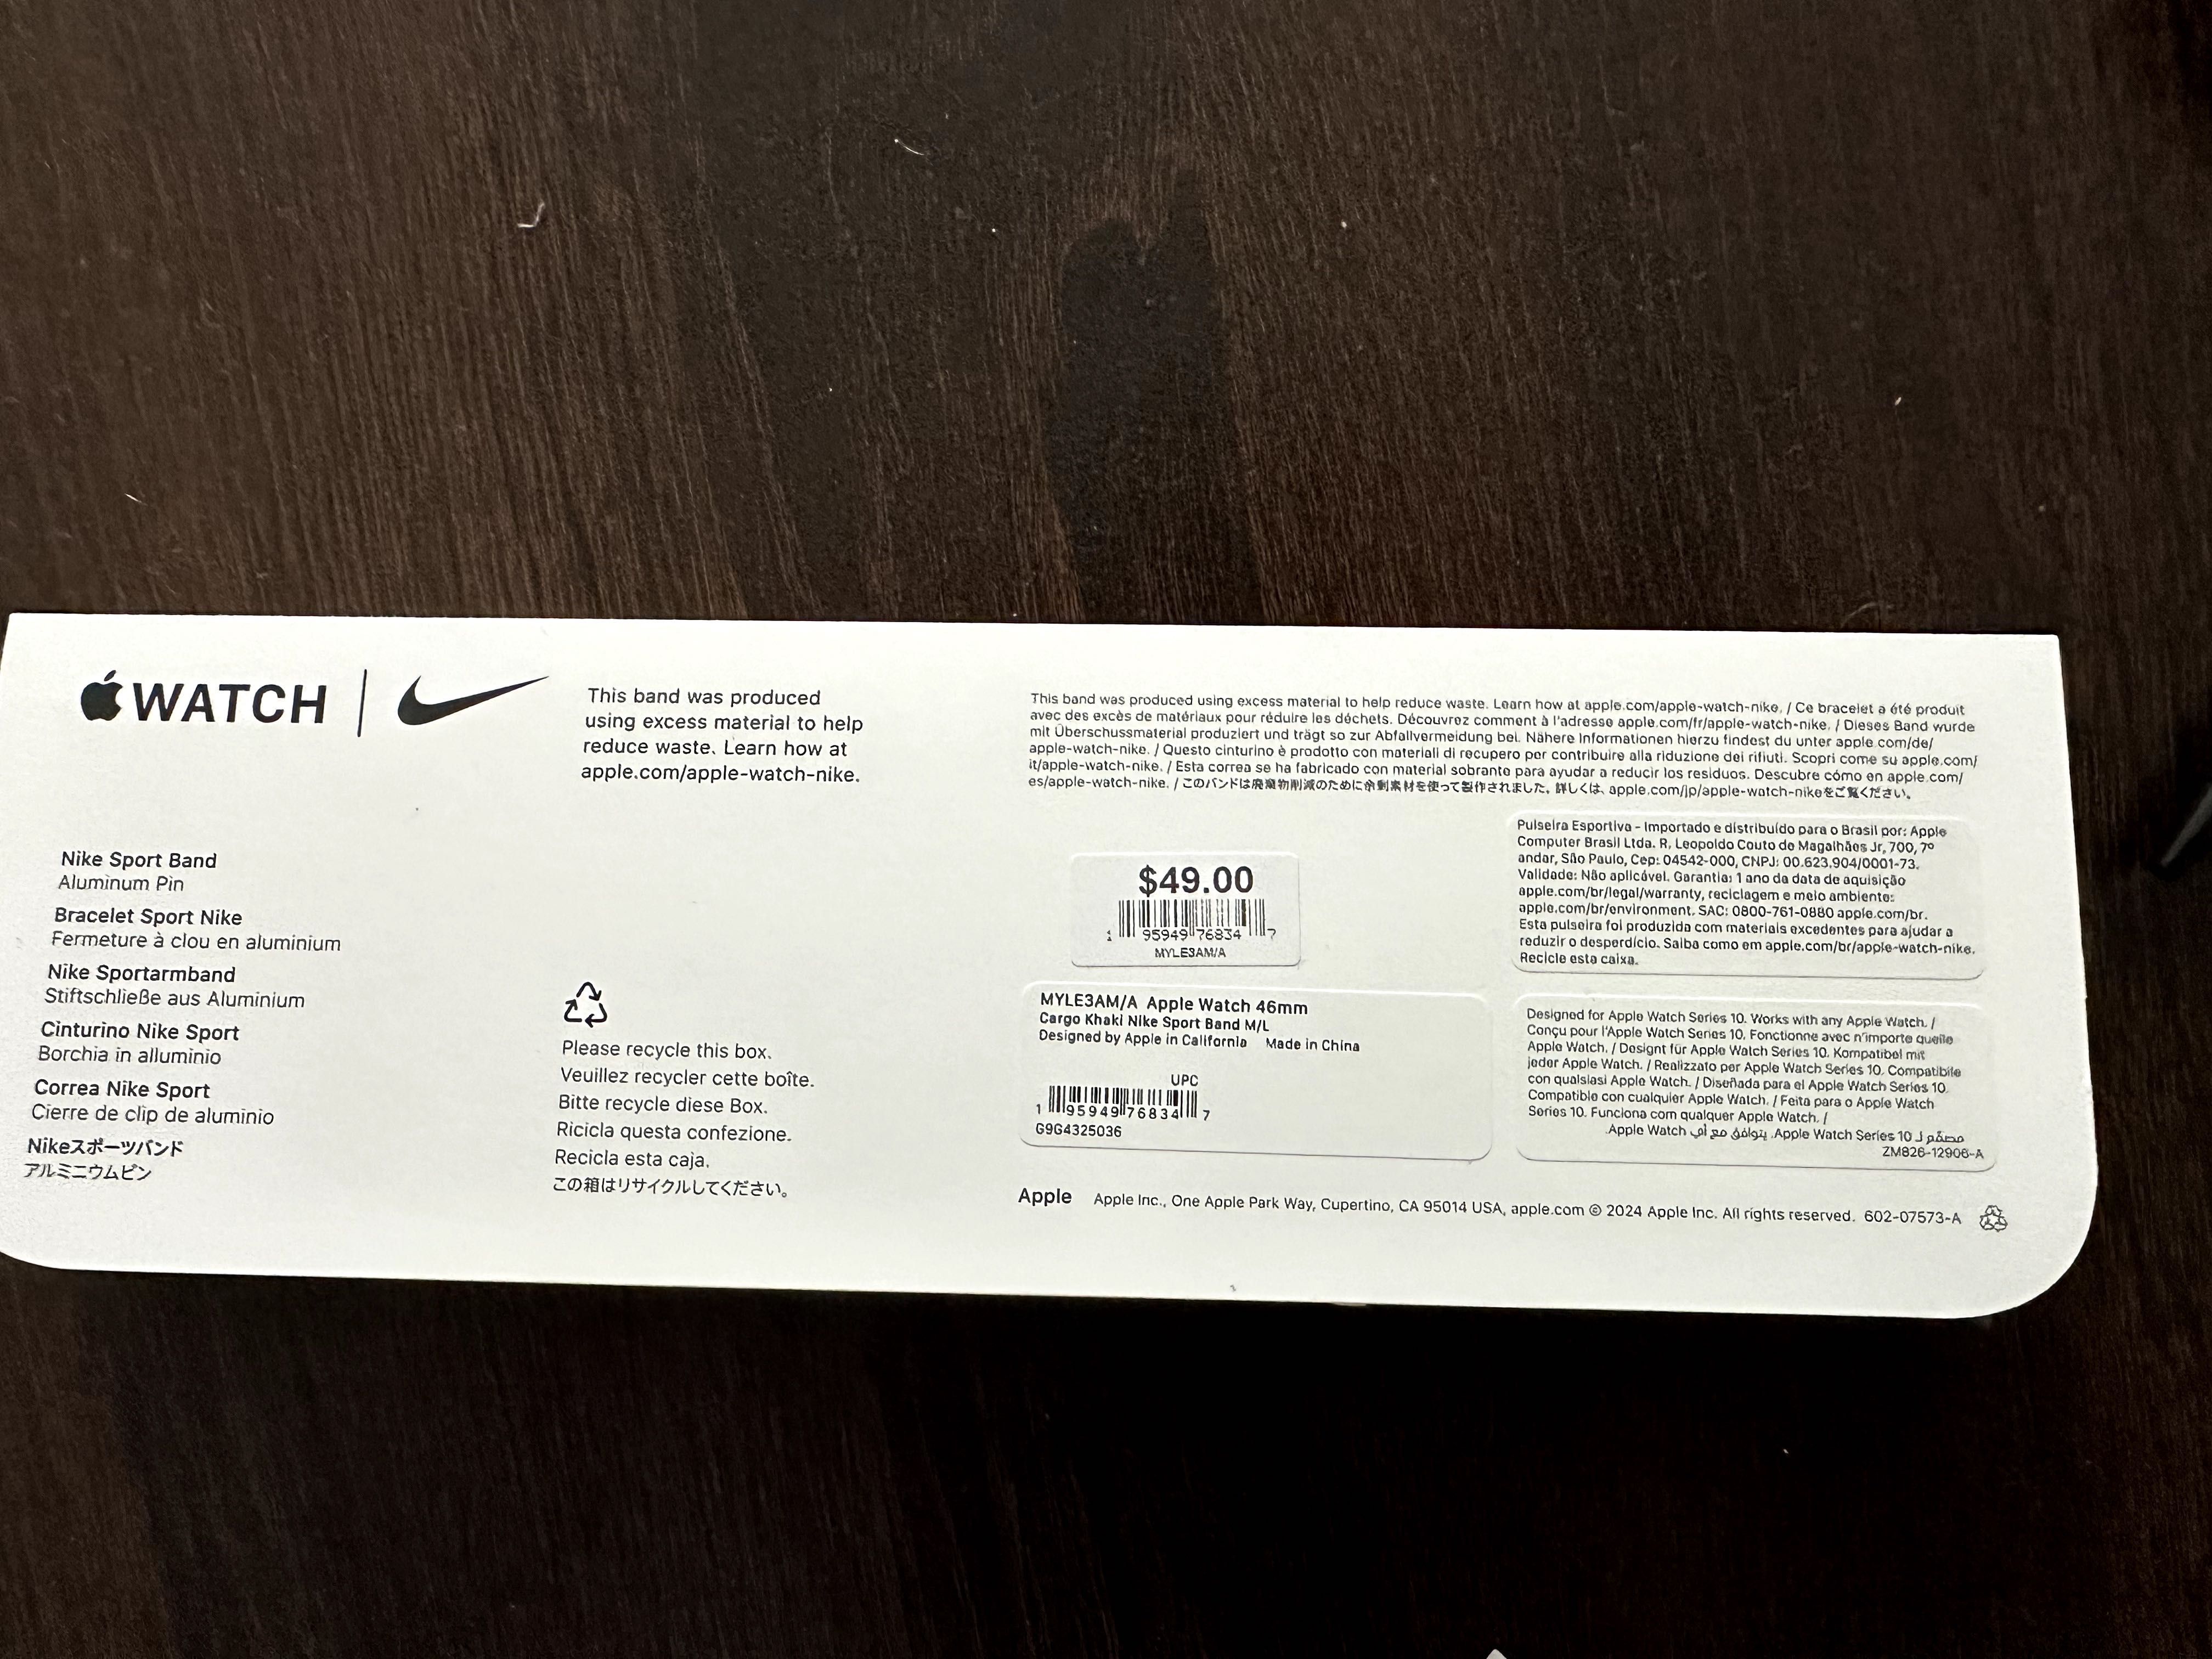 WATCH
This band was produced
using excess material to help
reduce waste. Learn how at
apple.com/apple-watch-nike.
Nike Sport Band
Aluminum Pin
Bracelet Sport Nike
Fermeture à clou en aluminium
Nike Sportarmband
Stiftschließe aus Aluminium
Cinturino Nike Sport
Borchia in alluminio
Correa Nike Sport
Cierre de clip de aluminio
Nikeスポーツバンド
アルミニウムピン
Please recycle this box.
Veuillez recycler cette boîte.
Bitte recycle diese Box.
Ricicla questa confezione.
Recicla esta caja.
この箱はリサイクルしてください。
This band was produced using excess material to help reduce waste. Learn how at apple.com/apple-watch-nike. / Ce bracelet a été produit
avec des excès de matériaux pour réduire les déchets. Découvrez comment à l'adresse apple.com/fr/apple-watch-nike. / Dieses Band wurde
mit Überschussmaterial produziert und trägt so zur Abfallvermeidung bei. Nähere Informationen hierzu findest du unter apple.com/de/
apple-watch-nike. / Questo cinturino è prodotto con materiali di recupero per contribuire alla riduzione dei rifiuti. Scopri come su apple.com/
it/apple-watch-nike. / Esta correa se ha fabricado con material sobrante para ayudar a reducir los residuos. Descubre cómo en apple.com/
es/apple-watch-nike. / このバンドは廃棄物削減のために余剰素材を使って製作されました。詳しくは、apple.com/jp/apple-watch-nikeをご覧ください。
$49.00
1 95949 76834 7
MYLE3AM/A
MYLE3AM/A Apple Watch 46mm
Cargo Khaki Nike Sport Band M/L
Designed by Apple in California Made in China
UPC
1 95949 76834 7
G9G4325036
Pulseira Esportiva - Importado e distribuído para o Brasil por: Apple
Computer Brasil Ltda. R. Leopoldo Couto de Magalhães Jr, 700, 7º
andar, São Paulo, Cep: 04542-000, CNPJ: 00.623.904/0001-73.
Validade: Não aplicável. Garantia: 1 ano da data de aquisição
apple.com/br/legal/warranty, reciclagem e meio ambiente:
apple.com/br/environment. SAC: 0800-761-0880 apple.com/br.
Esta pulseira foi produzida com materiais excedentes para ajudar a
reduzir o desperdício. Saiba como em apple.com/br/apple-watch-nike.
Recicle esta caixa.
Designed for Apple Watch Series 10. Works with any Apple Watch. /
Conçu pour l'Apple Watch Series 10. Fonctionne avec n'importe quelle
Apple Watch. / Designt für Apple Watch Series 10. Kompatibel mit
jeder Apple Watch. / Realizzato per Apple Watch Series 10. Compatibile
con qualsiasi Apple Watch. / Diseñada para el Apple Watch Series 10.
Compatible con cualquier Apple Watch. / Feita para o Apple Watch
Series 10. Funciona com qualquer Apple Watch. /
مصمّم لـ Apple Watch Series 10. يتوافق مع أي Apple Watch.
ZM826-12906-A
Apple Apple Inc., One Apple Park Way, Cupertino, CA 95014 USA, apple.com © 2024 Apple Inc. All rights reserved. 602-07573-A